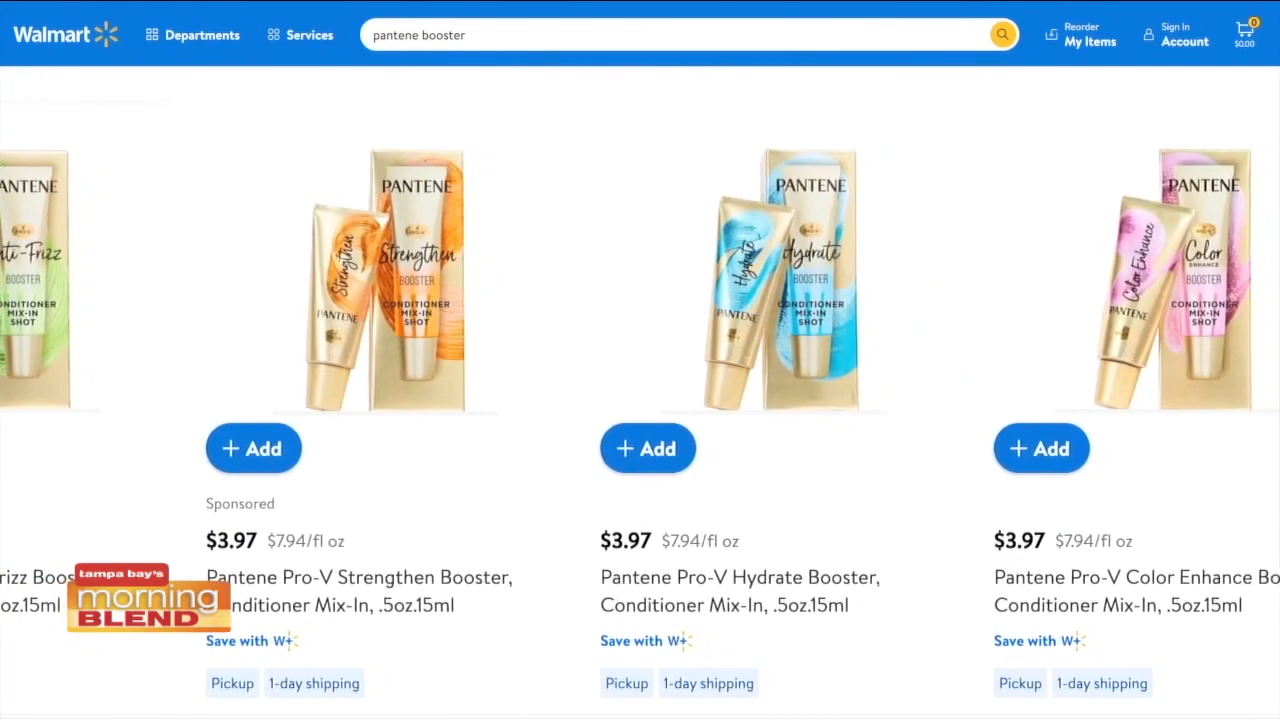 Walmart
Departments
Services
pantene booster
Reorder
My Items
Sign In
Account
0
$0.00
ANTENE
nti-Frizz
BOOSTER
ONDITIONER
MIX-IN
SHOT
PANTENE
Strengthen
BOOSTER
CONDITIONER
MIX-IN
SHOT
Strengthen
PANTENE
PANTENE
Hydrate
BOOSTER
CONDITIONER
MIX-IN
SHOT
Hydrate
PANTENE
PANTENE
Color
ENHANCE
BOOSTER
CONDITIONER
MIX-IN
SHOT
Color Enhance
PANTENE
+ Add
+ Add
+ Add
Sponsored
$3.97 $7.94/fl oz
Pantene Pro-V Strengthen Booster,
nditioner Mix-In, .5oz.15ml
Save with W+
Pickup 1-day shipping
$3.97 $7.94/fl oz
Pantene Pro-V Hydrate Booster,
Conditioner Mix-In, .5oz.15ml
Save with W+
Pickup 1-day shipping
$3.97 $7.94/fl oz
Pantene Pro-V Color Enhance Bo
Conditioner Mix-In, .5oz.15ml
Save with W+
Pickup 1-day shipping
rizz Boos
oz.15ml
tampa bay's
morning
BLEND